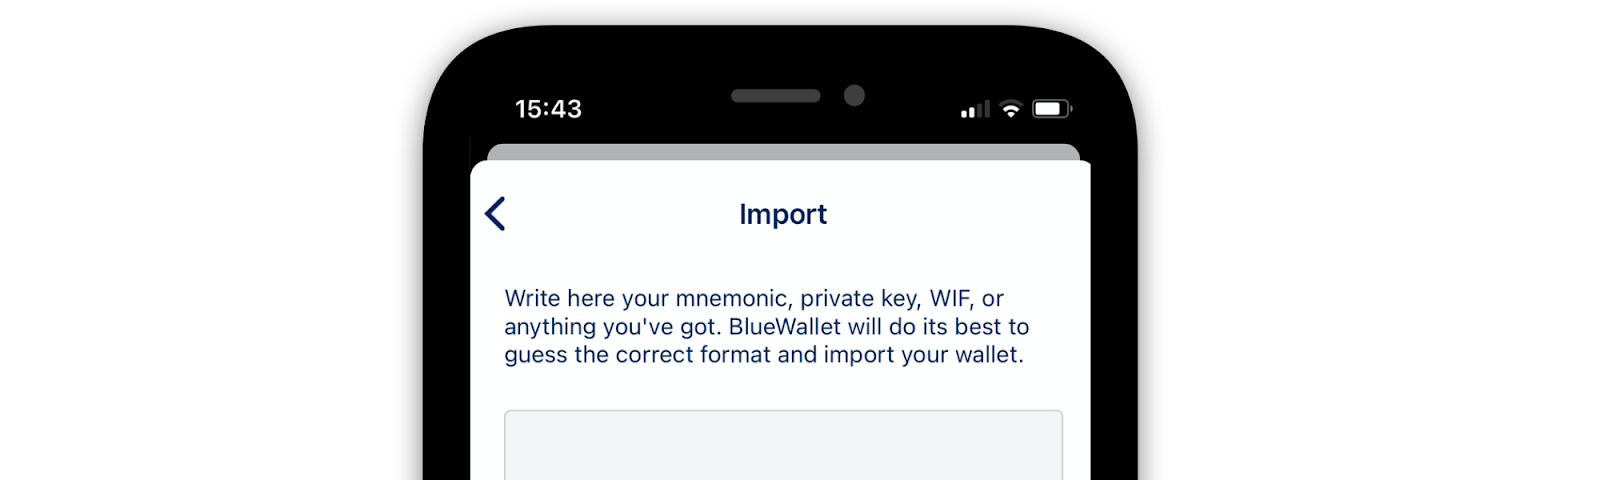 15:43
Import
Write here your mnemonic, private key, WIF, or
anything you've got. BlueWallet will do its best to
guess the correct format and import your wallet.